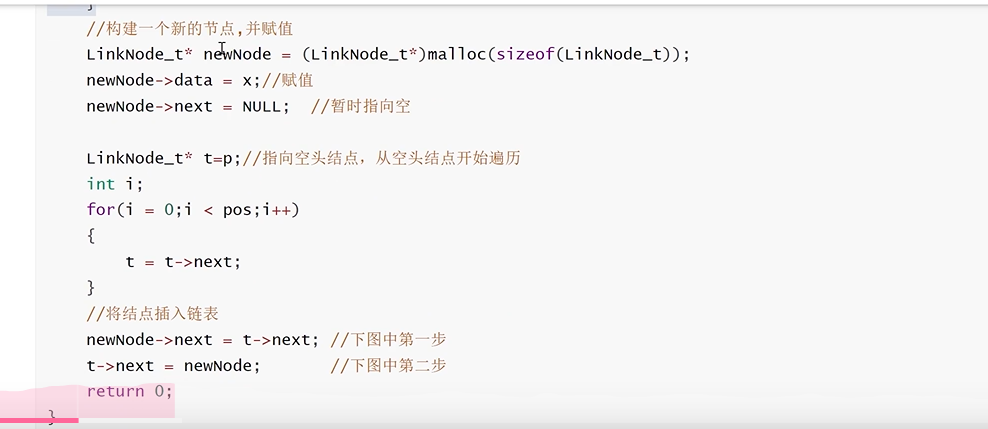 }
//构建一个新的节点,并赋值
LinkNode_t* newNode = (LinkNode_t*)malloc(sizeof(LinkNode_t));
newNode->data = x;//赋值
newNode->next = NULL;  //暂时指向空
LinkNode_t* t=p;//指向空头结点，从空头结点开始遍历
int i;
for(i = 0;i < pos;i++)
{
    t = t->next;
}
//将结点插入链表
newNode->next = t->next; //下图中第一步
t->next = newNode;       //下图中第二步
return 0;
}